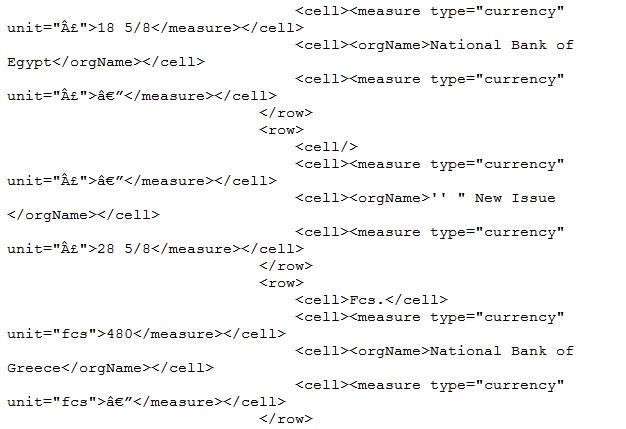 <cell><measure type="currency"
unit="Â£">18 5/8</measure></cell>
<cell><orgName>National Bank of
Egypt</orgName></cell>
<cell><measure type="currency"
unit="Â£">â€”</measure></cell>
</row>
<row>
<cell/>
<cell><measure type="currency"
unit="Â£">â€”</measure></cell>
<cell><orgName>'' " New Issue
</orgName></cell>
<cell><measure type="currency"
unit="Â£">28 5/8</measure></cell>
</row>
<row>
<cell>Fcs.</cell>
<cell><measure type="currency"
unit="fcs">480</measure></cell>
<cell><orgName>National Bank of
Greece</orgName></cell>
<cell><measure type="currency"
unit="fcs">â€”</measure></cell>
</row>